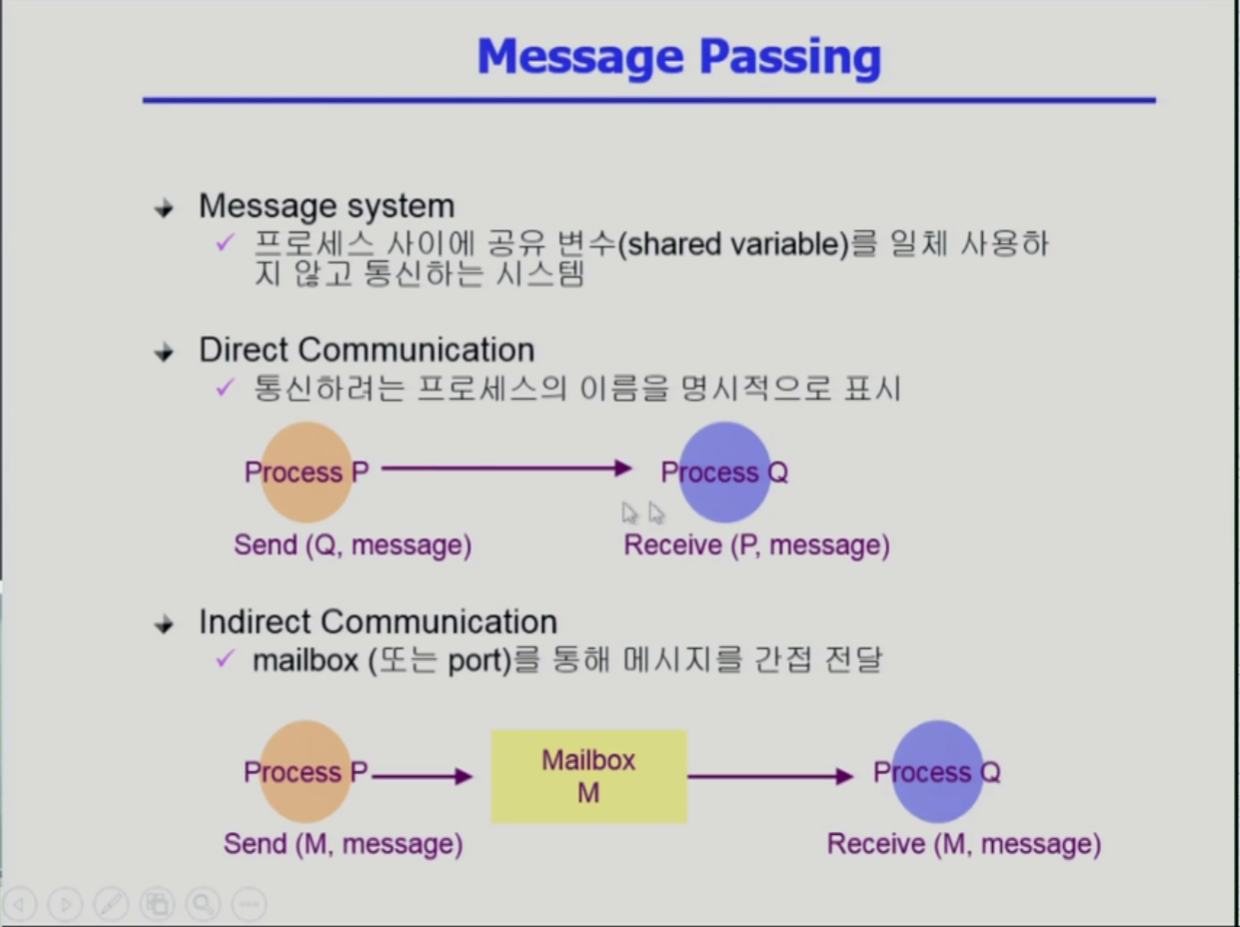 Message Passing
Message system
프로세스 사이에 공유 변수(shared variable)를 일체 사용하
지 않고 통신하는 시스템
Direct Communication
통신하려는 프로세스의 이름을 명시적으로 표시
Process P
Process Q
Send (Q, message)
Receive (P, message)
Indirect Communication
mailbox (또는 port)를 통해 메시지를 간접 전달
Process P
Mailbox
M
Process Q
Send (M, message)
Receive (M, message)